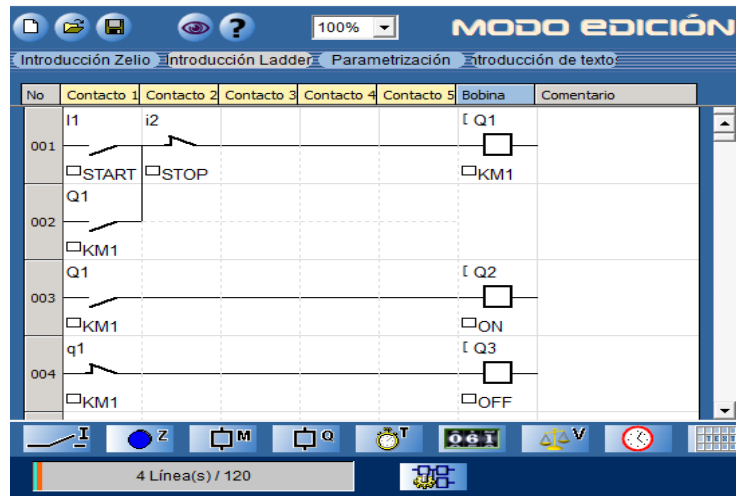 ? 100% MODO EDICIÓN
Introducción Zelio Introducción Ladder Parametrización ntroducción de texto
No Contacto 1 Contacto 2 Contacto 3 Contacto 4 Contacto 5 Bobina Comentario
I1 i2 [ Q1
001
START STOP KM1
Q1
002
KM1
Q1 [ Q2
003
KM1 ON
q1 [ Q3
004
KM1 OFF
I Z M Q T 061 V TEXT
4 Línea(s) / 120